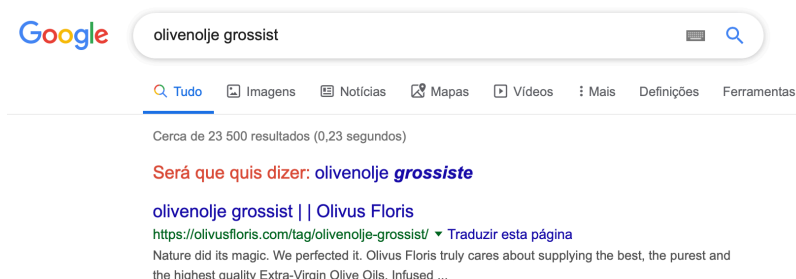 Google
olivenolje grossist
Tudo Imagens Notícias Mapas Vídeos Mais Definições Ferramentas
Cerca de 23 500 resultados (0,23 segundos)
Será que quis dizer: olivenolje grossiste
olivenolje grossist | | Olivus Floris
https://olivusfloris.com/tag/olivenolje-grossist/ Traduzir esta página
Nature did its magic. We perfected it. Olivus Floris truly cares about supplying the best, the purest and
the highest quality Extra-Virgin Olive Oils. Infused ...